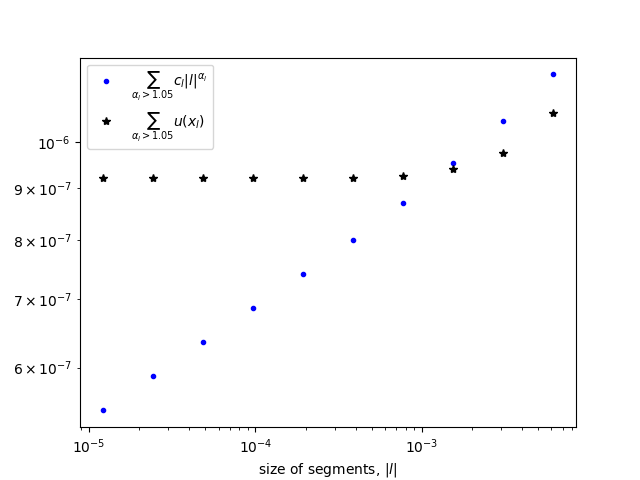 ∑ c_l|l|^{α_l}
α_l>1.05
∑ u(x_l)
α_l>1.05
10^{-6}
9 × 10^{-7}
8 × 10^{-7}
7 × 10^{-7}
6 × 10^{-7}
10^{-5} 10^{-4} 10^{-3}
size of segments, |l|